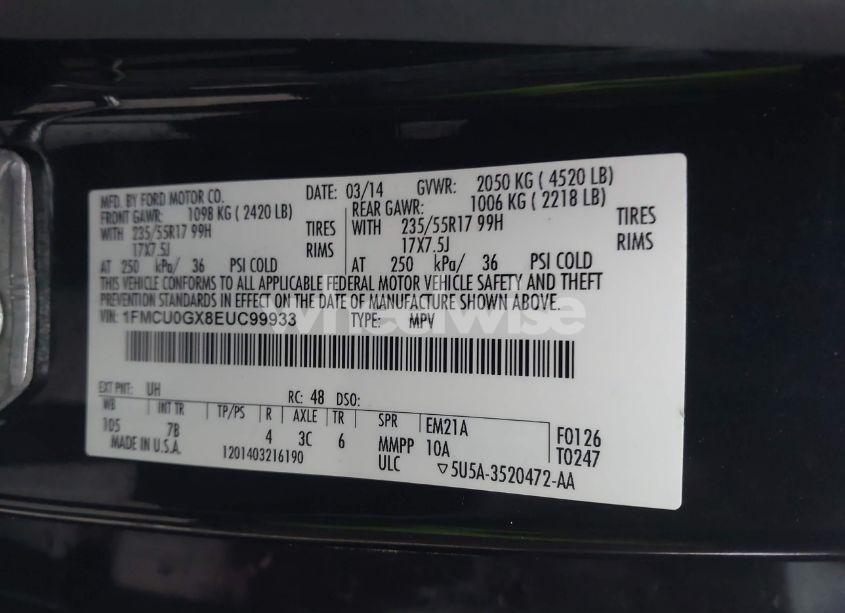 MFD. BY FORD MOTOR CO. DATE: 03/14 GVWR: 2050 KG ( 4520 LB)
FRONT GAWR: 1098 KG ( 2420 LB) REAR GAWR: 1006 KG ( 2218 LB)
WITH 235/55R17 99H TIRES WITH 235/55R17 99H TIRES
17X7.5J RIMS 17X7.5J RIMS
AT 250 kPa/ 36 PSI COLD AT 250 kPa/ 36 PSI COLD
THIS VEHICLE CONFORMS TO ALL APPLICABLE FEDERAL MOTOR VEHICLE SAFETY AND THEFT
PREVENTION STANDARDS IN EFFECT ON THE DATE OF MANUFACTURE SHOWN ABOVE.
VIN: 1FMCU0GX8EUC99933 TYPE: MPV
wheelwise
EXT PNT: UH RC: 48 DSO:
WB INT TR TP/PS R AXLE TR SPR EM21A F0126
105 7B 4 3C 6 MMPP 10A T0247
MADE IN U.S.A. 1201403216190 ULC ▽5U5A-3520472-AA